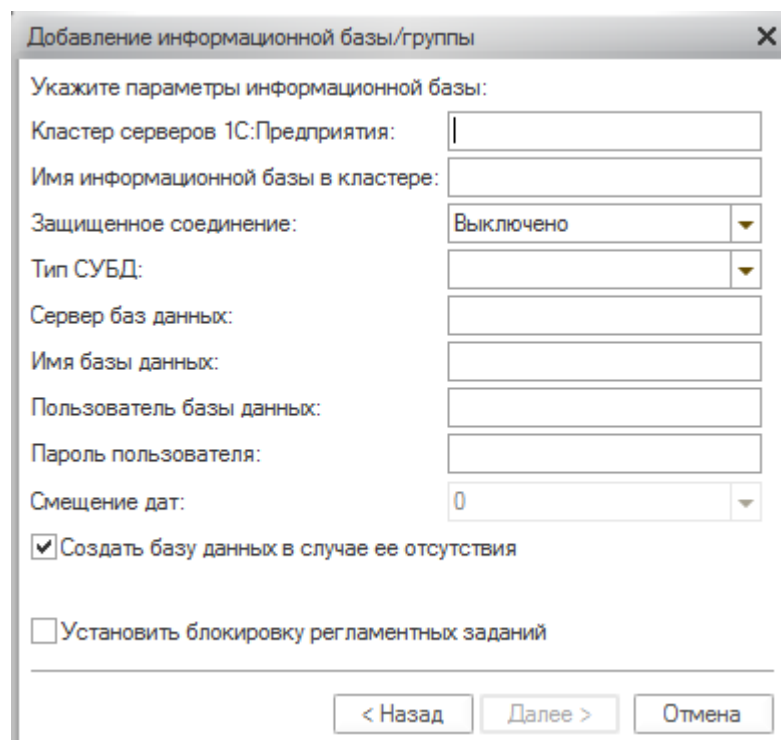 Добавление информационной базы/группы
Укажите параметры информационной базы:
Кластер серверов 1С:Предприятия:
Имя информационной базы в кластере:
Защищенное соединение: Выключено
Тип СУБД:
Сервер баз данных:
Имя базы данных:
Пользователь базы данных:
Пароль пользователя:
Смещение дат: 0
Создать базу данных в случае ее отсутствия
Установить блокировку регламентных заданий
< Назад Далее > Отмена